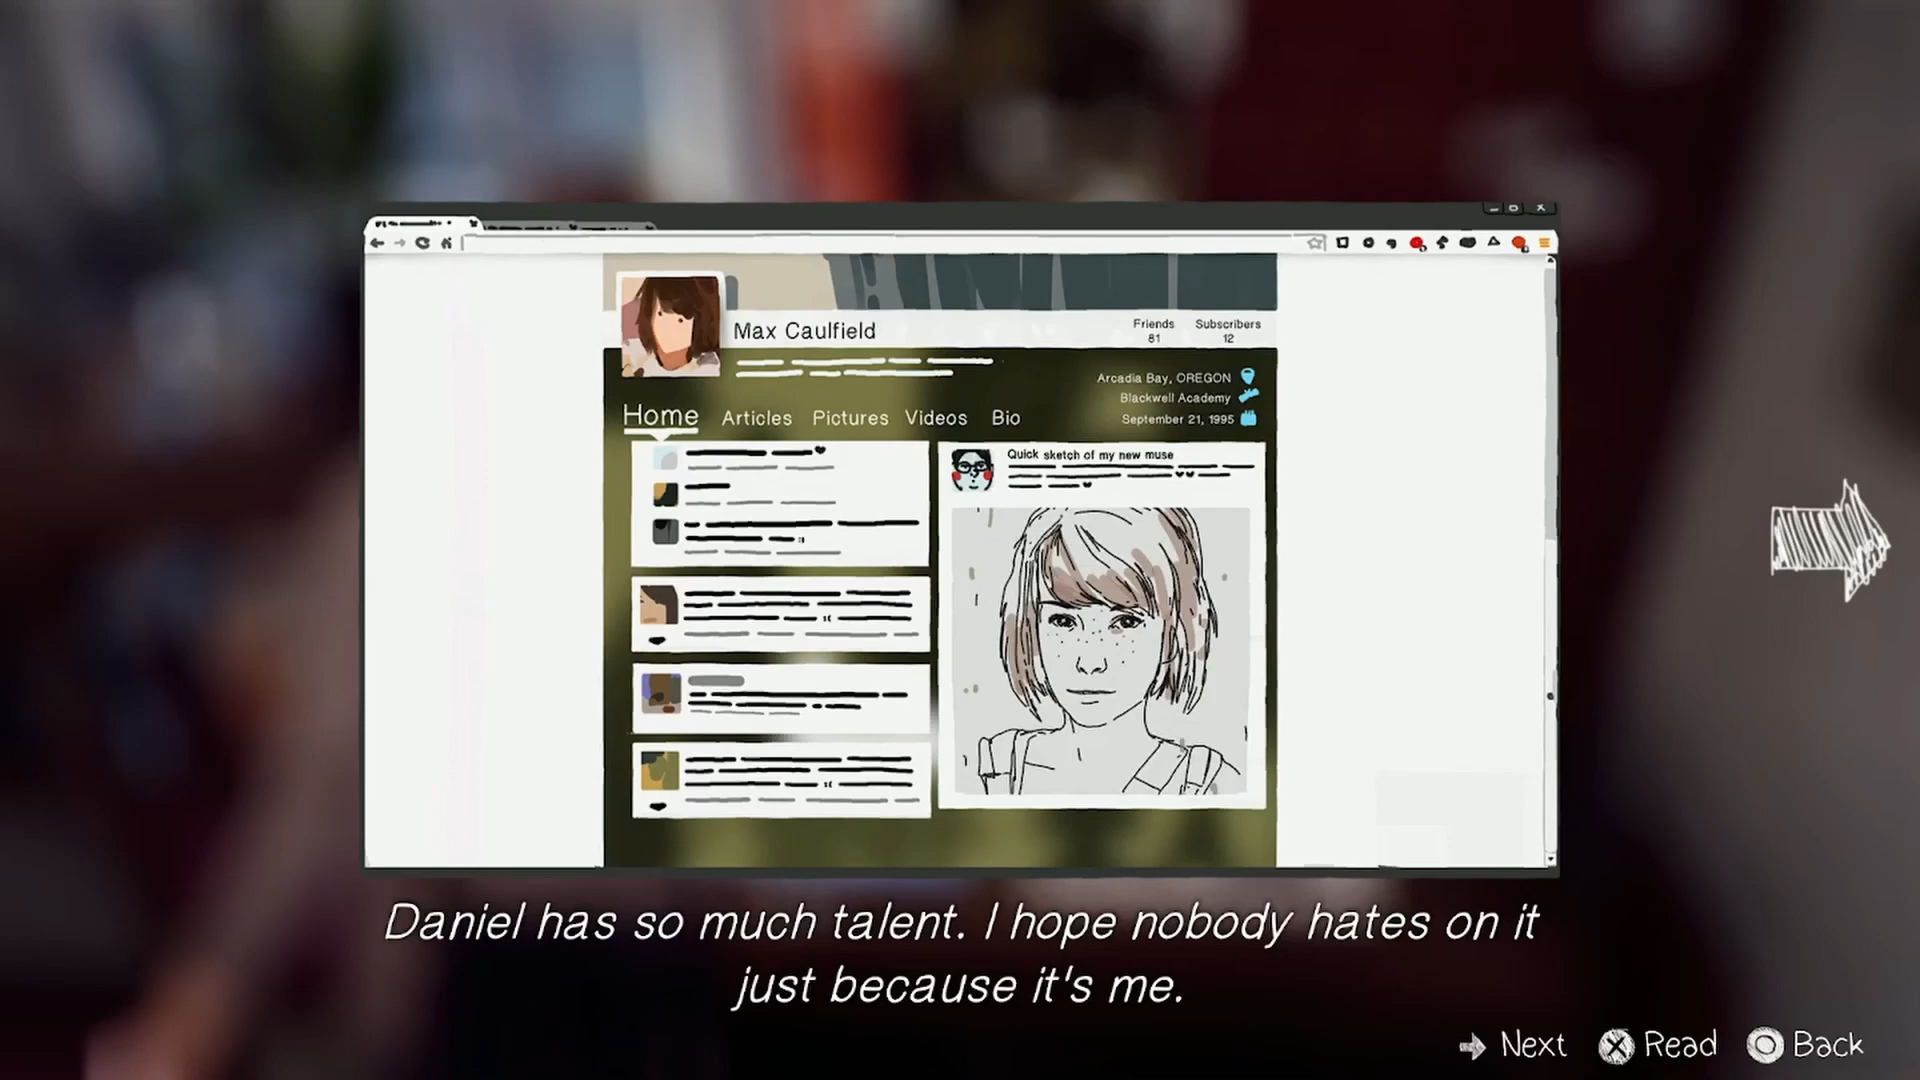 Max Caulfield
Friends
81
Subscribers
12
Arcadia Bay, OREGON
Blackwell Academy
September 21, 1995
Home Articles Pictures Videos Bio
Quick sketch of my new muse
Daniel has so much talent. I hope nobody hates on it
just because it's me.
Next Read Back